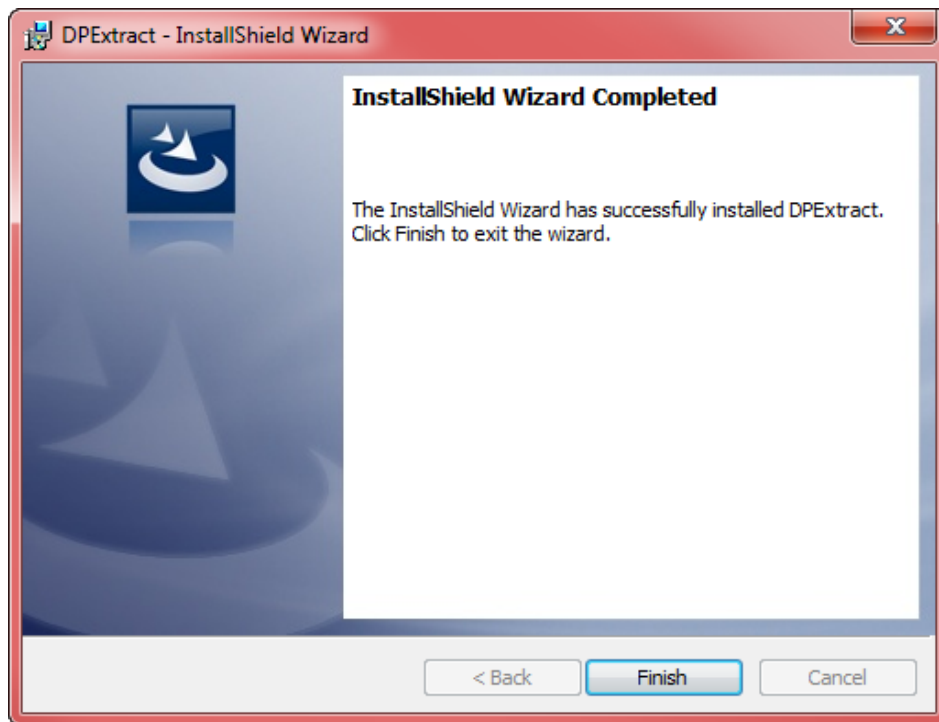 DPExtract - InstallShield Wizard
InstallShield Wizard Completed
The InstallShield Wizard has successfully installed DPExtract.
Click Finish to exit the wizard.
< Back
Finish
Cancel